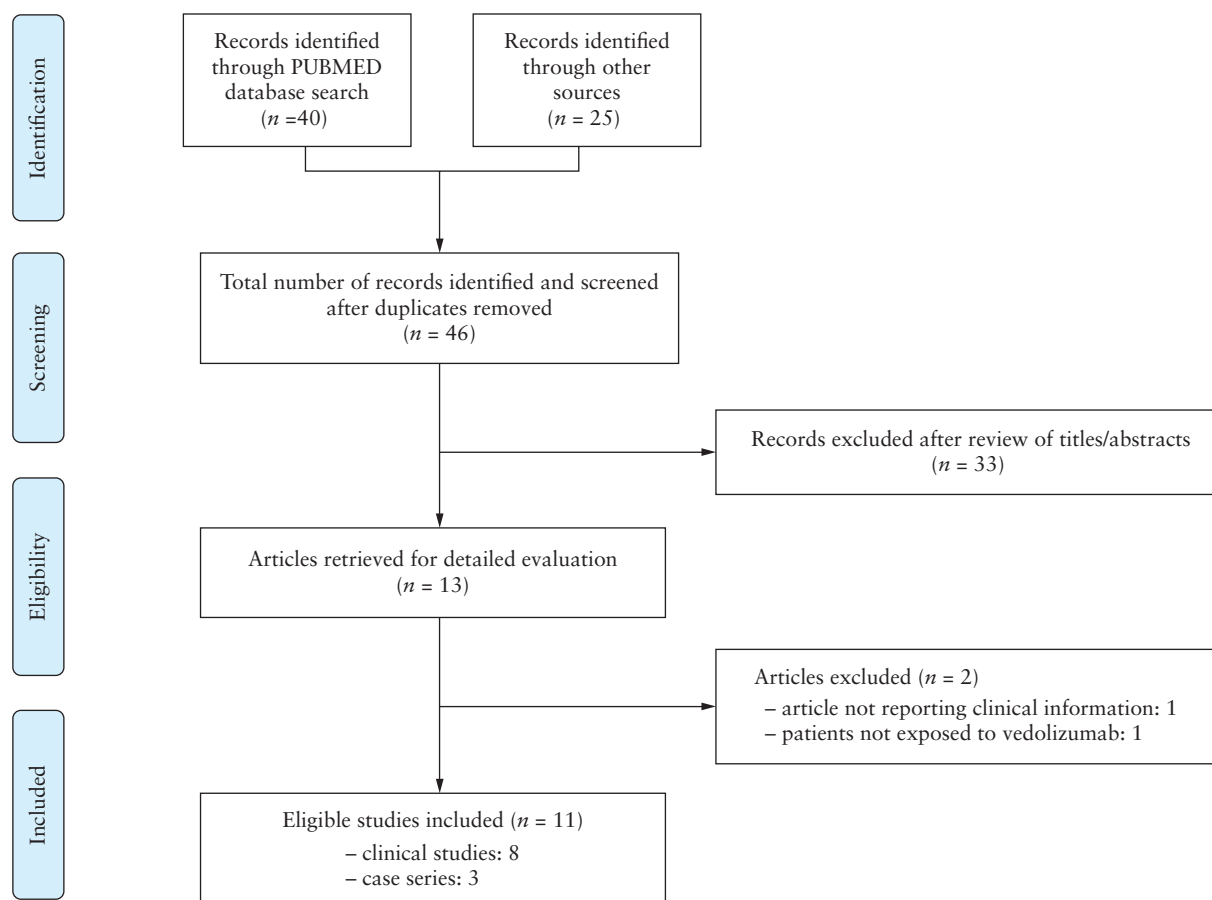 Identification
Records identified
through PUBMED
database search
(n =40)
Records identified
through other
sources
(n = 25)
Screening
Total number of records identified and screened
after duplicates removed
(n = 46)
Records excluded after review of titles/abstracts
(n = 33)
Eligibility
Articles retrieved for detailed evaluation
(n = 13)
Articles excluded (n = 2)
– article not reporting clinical information: 1
– patients not exposed to vedolizumab: 1
Included
Eligible studies included (n = 11)
– clinical studies: 8
– case series: 3